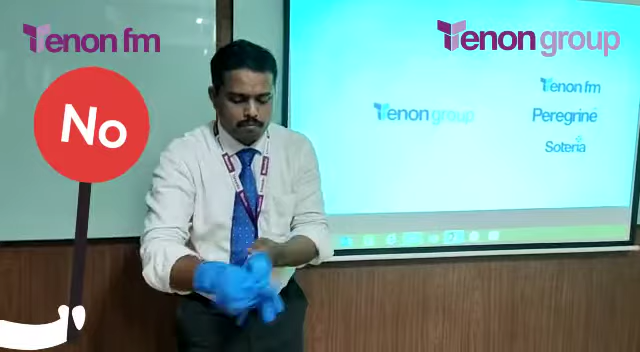 Tenon fm
Tenon group
No
Tenon group
Tenon fm
Peregrine
Soteria